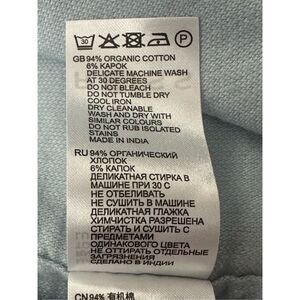 30 P
GB 94% ORGANIC COTTON
6% KAPOK
DELICATE MACHINE WASH
AT 30 DEGREES
DO NOT BLEACH
DO NOT TUMBLE DRY
COOL IRON
DRY CLEANABLE
WASH AND DRY WITH
SIMILAR COLOURS
DO NOT RUB ISOLATED
STAINS
MADE IN INDIA
RU 94% ОРГАНИЧЕСКИЙ
ХЛОПОК
6% КАПОК
ДЕЛИКАТНАЯ СТИРКА В
МАШИНЕ ПРИ 30 С
НЕ ОТБЕЛИВАТЬ
НЕ СУШИТЬ В МАШИНЕ
ДЕЛИКАТНАЯ ГЛАЖКА
ХИМЧИСТКА РАЗРЕШЕНА
СТИРАТЬ И СУШИТЬ С
ПРЕДМЕТАМИ
ОДИНАКОВОГО ЦВЕТА
НЕ ОТТИРАТЬ ОТДЕЛЬНЫЕ
ЗАГРЯЗНЕНИЯ
СДЕЛАНО В ИНДИИ
CN 94% 有机棉